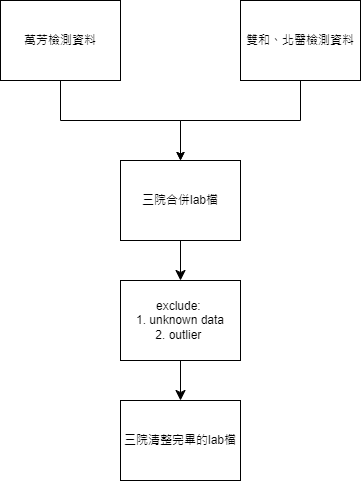 萬芳檢測資料
雙和、北醫檢測資料
三院合併lab檔
exclude:
1. unknown data
2. outlier
三院清整完畢的lab檔